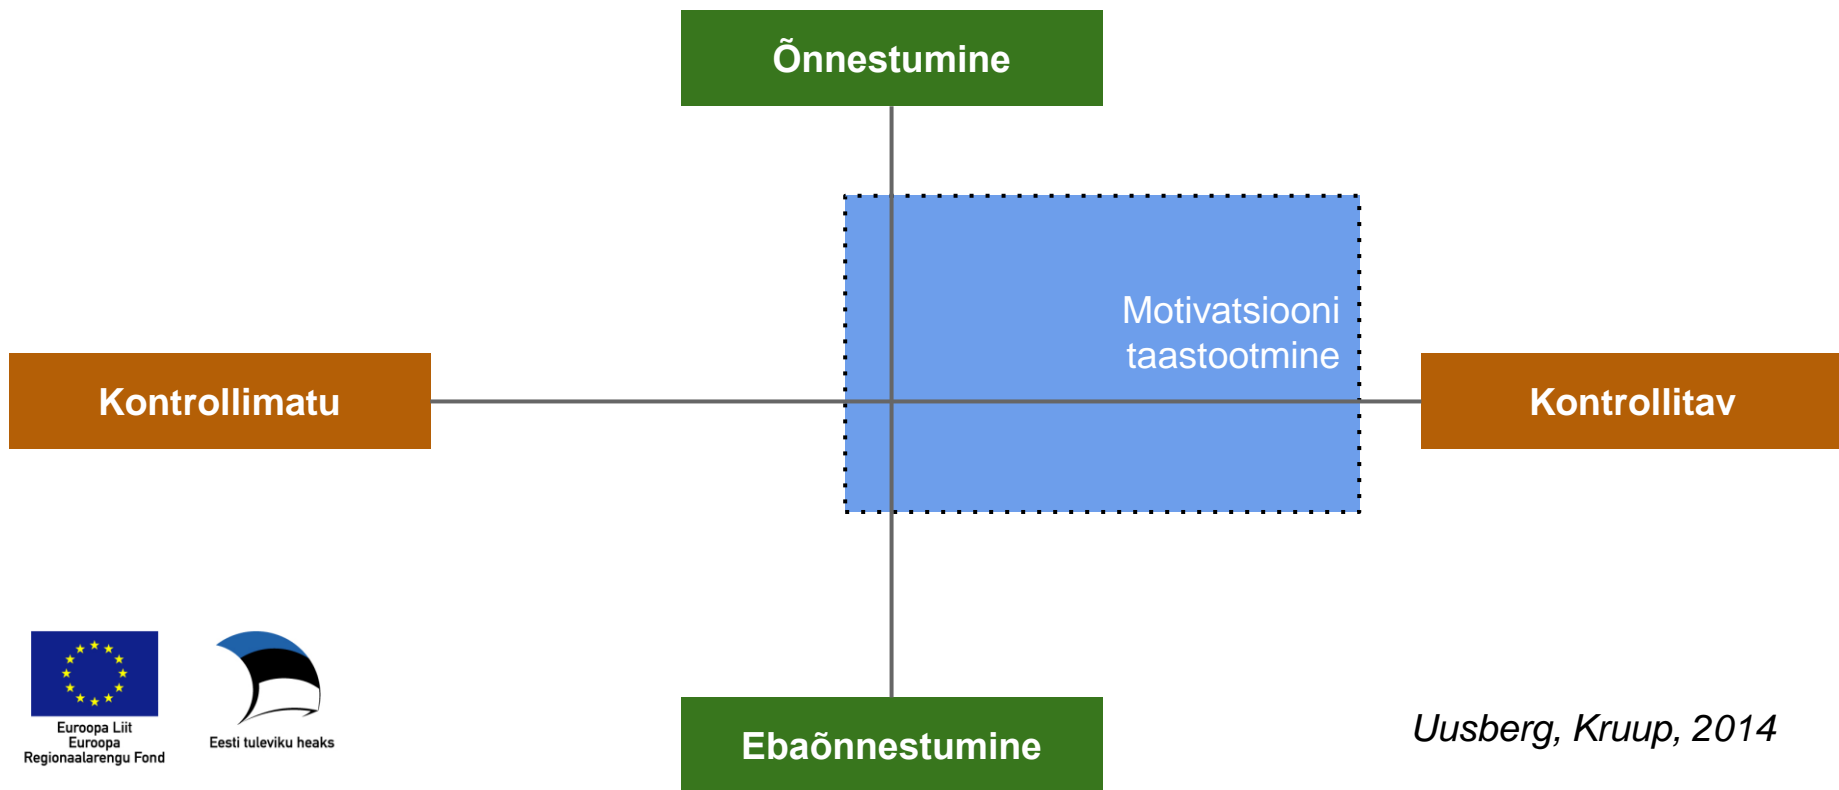 Õnnestumine
Motivatsiooni
taastootmine
Kontrollimatu
Kontrollitav
Euroopa Liit
Euroopa
Regionaalarengu Fond
Eesti tuleviku heaks
Ebaõnnestumine
Uusberg, Kruup, 2014